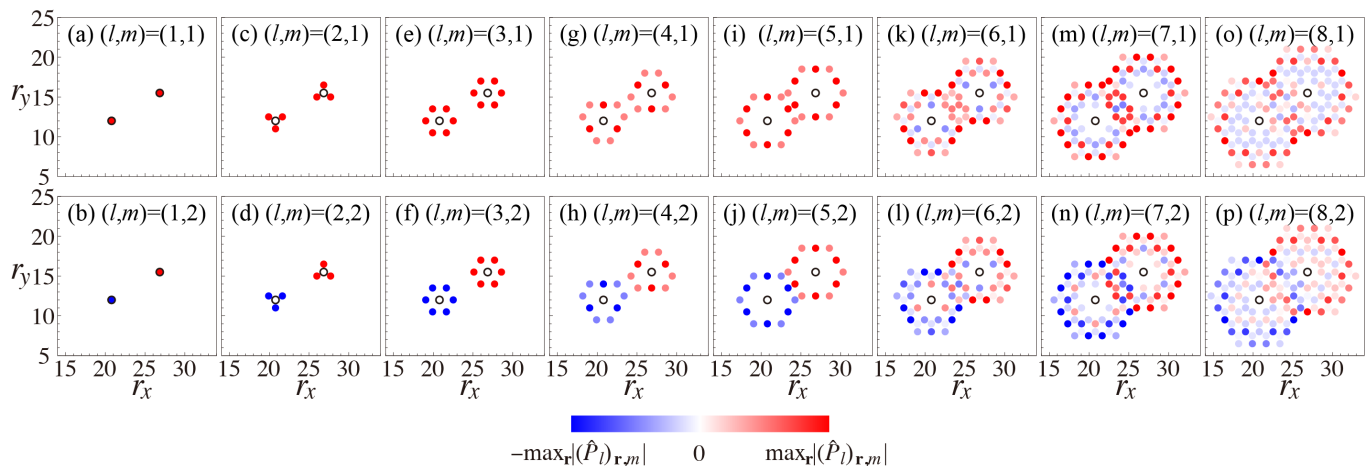 (a) (l,m)=(1,1) (c) (l,m)=(2,1) (e) (l,m)=(3,1) (g) (l,m)=(4,1) (i) (l,m)=(5,1) (k) (l,m)=(6,1) (m) (l,m)=(7,1) (o) (l,m)=(8,1)
25
20
r_y 15
10
5
(b) (l,m)=(1,2) (d) (l,m)=(2,2) (f) (l,m)=(3,2) (h) (l,m)=(4,2) (j) (l,m)=(5,2) (l) (l,m)=(6,2) (n) (l,m)=(7,2) (p) (l,m)=(8,2)
25
20
r_y 15
10
5
15 20 25 30 15 20 25 30 15 20 25 30 15 20 25 30 15 20 25 30 15 20 25 30 15 20 25 30 15 20 25 30
r_x r_x r_x r_x r_x r_x r_x r_x
−max_r|(P̂_l)_{r,m}| 0 max_r|(P̂_l)_{r,m}|